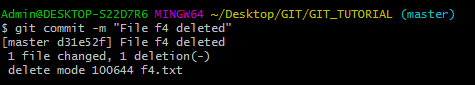 Admin@DESKTOP-S22D7R6 MINGW64 ~/Desktop/GIT/GIT_TUTORIAL (master)
$ git commit -m "File f4 deleted"
[master d31e52f] File f4 deleted
 1 file changed, 1 deletion(-)
 delete mode 100644 f4.txt